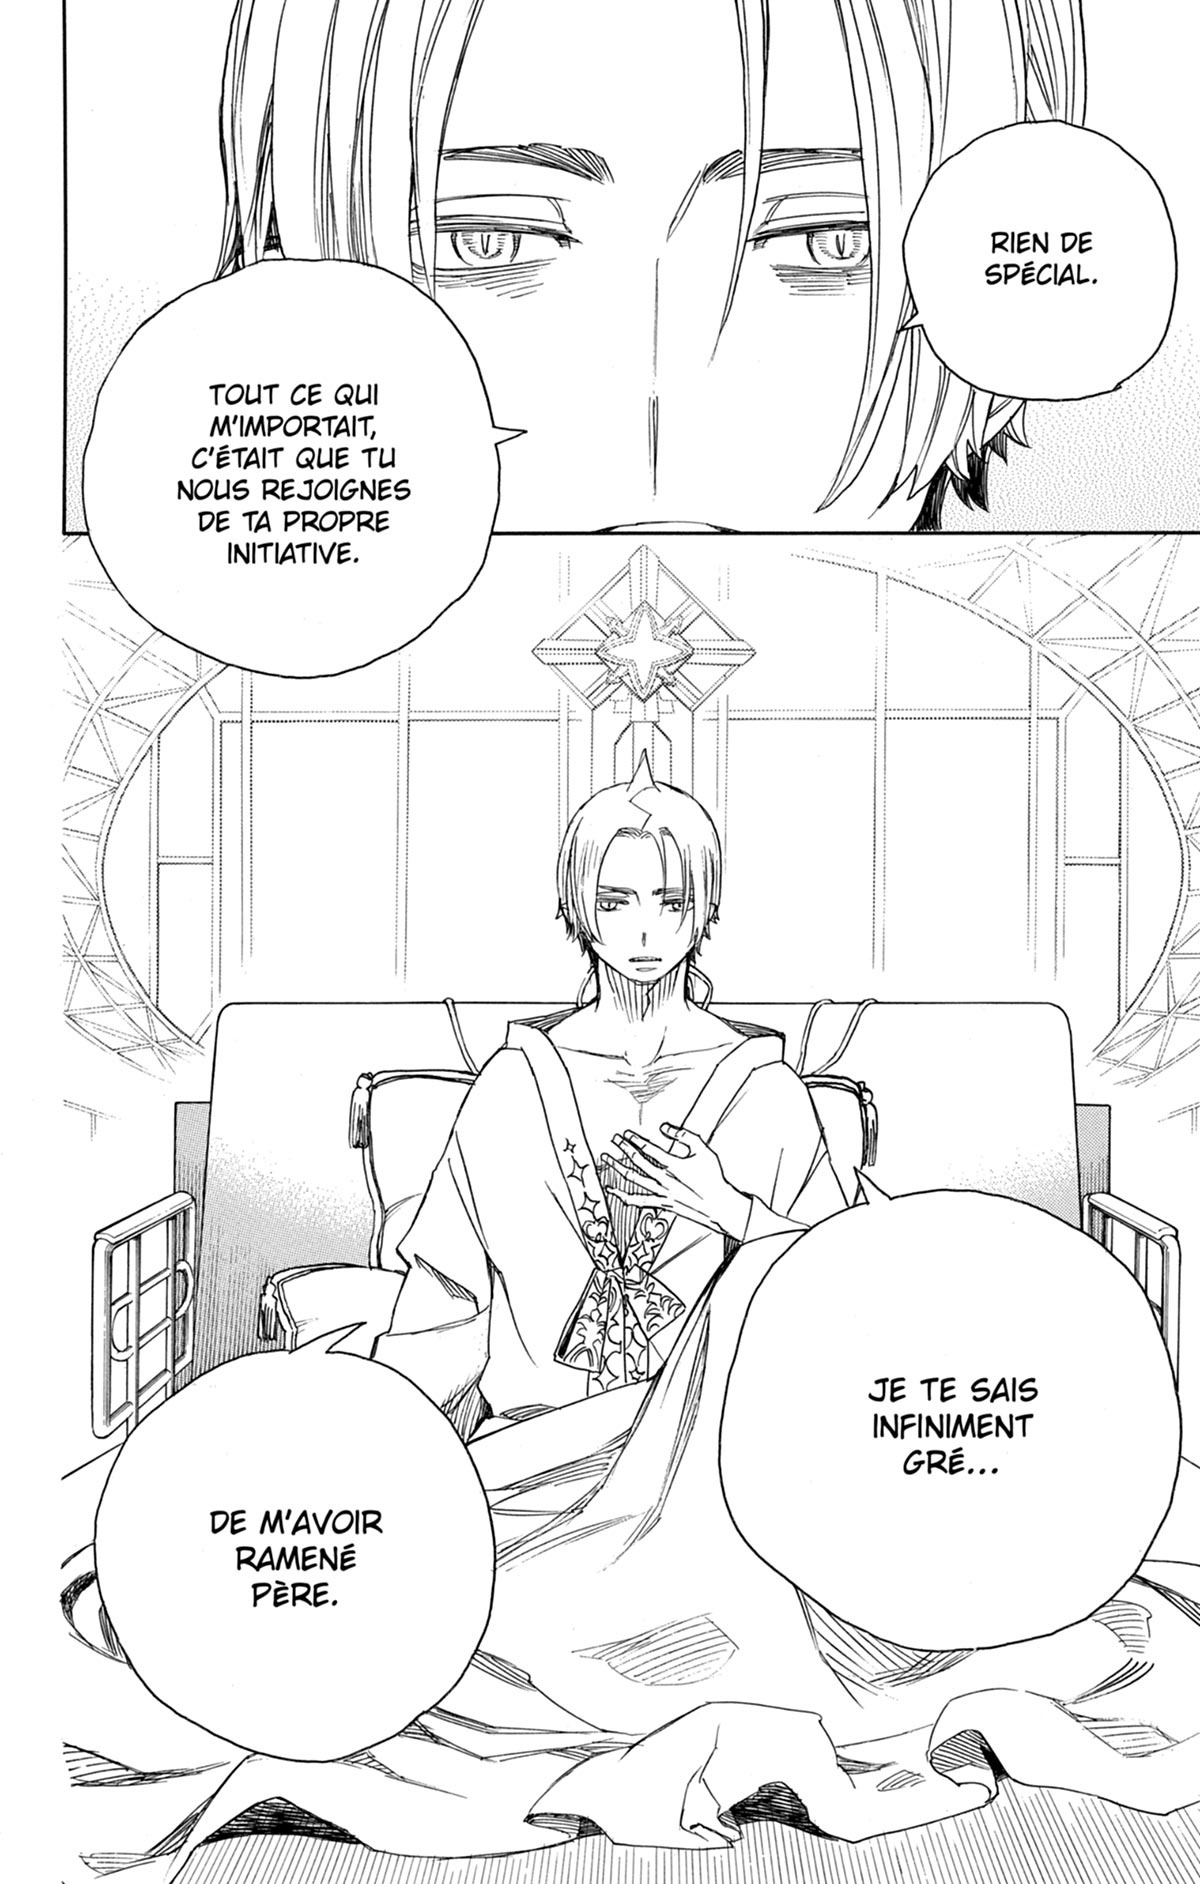 RIEN DE
SPÉCIAL.
TOUT CE QUI
M'IMPORTAIT,
C'ÉTAIT QUE TU
NOUS REJOIGNES
DE TA PROPRE
INITIATIVE.
JE TE SAIS
INFINIMENT
GRÉ...
DE M'AVOIR
RAMENÉ
PÈRE.